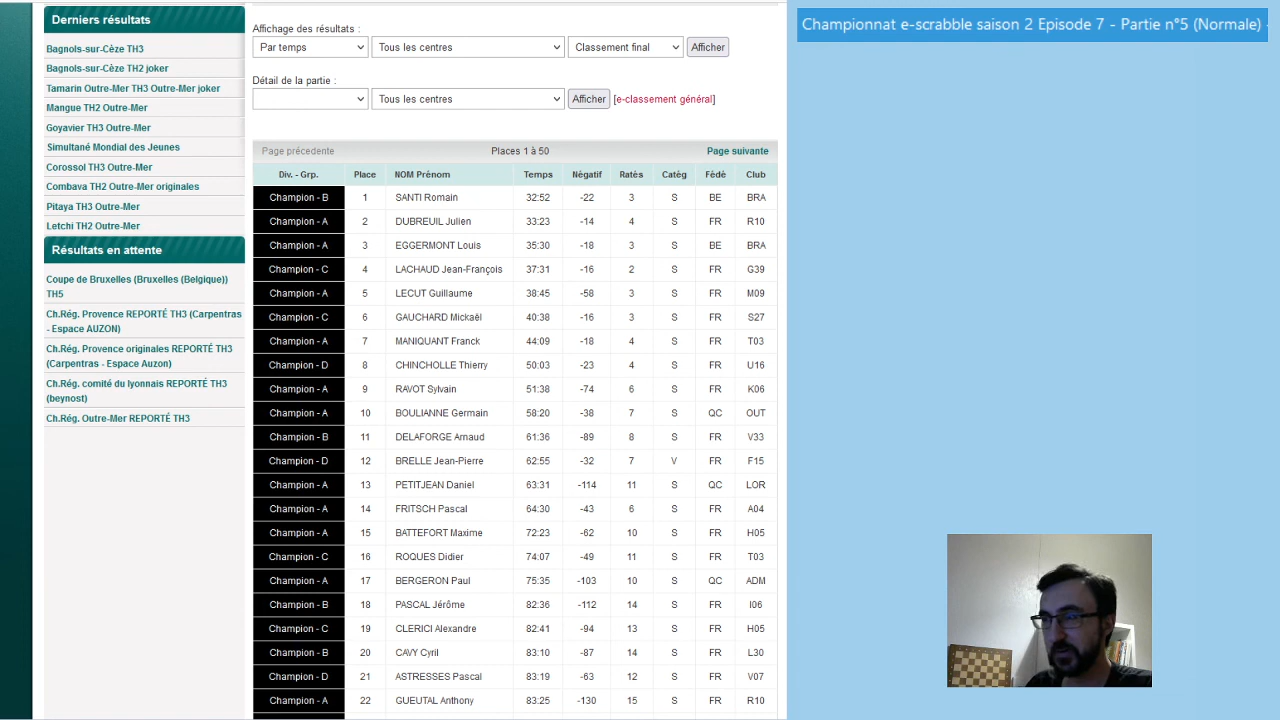 Derniers résultats
Bagnols-sur-Cèze TH3
Bagnols-sur-Cèze TH2 joker
Tamarin Outre-Mer TH3 Outre-Mer joker
Mangue TH2 Outre-Mer
Goyavier TH3 Outre-Mer
Simultané Mondial des Jeunes
Corossol TH3 Outre-Mer
Combava TH2 Outre-Mer originales
Pitaya TH3 Outre-Mer
Letchi TH2 Outre-Mer
Résultats en attente
Coupe de Bruxelles (Bruxelles (Belgique))
TH5
Ch.Rég. Provence REPORTÉ TH3 (Carpentras
- Espace AUZON)
Ch.Rég. Provence originales REPORTÉ TH3
(Carpentras - Espace Auzon)
Ch.Rég. comité du lyonnais REPORTÉ TH3
(beynost)
Ch.Rég. Outre-Mer REPORTÉ TH3
Affichage des résultats :
Par temps Tous les centres Classement final Afficher
Détail de la partie :
Tous les centres Afficher [e-classement général]
Page précedente Places 1 à 50 Page suivante
Div. - Grp. Place NOM Prénom Temps Négatif Ratés Catég Fédé Club
Champion - B 1 SANTI Romain 32:52 -22 3 S BE BRA
Champion - A 2 DUBREUIL Julien 33:23 -14 4 S FR R10
Champion - A 3 EGGERMONT Louis 35:30 -18 3 S BE BRA
Champion - C 4 LACHAUD Jean-François 37:31 -16 2 S FR G39
Champion - A 5 LECUT Guillaume 38:45 -58 3 S FR M09
Champion - C 6 GAUCHARD Mickaël 40:38 -16 4 S FR S27
Champion - A 7 MANIQUANT Franck 44:09 -18 4 S FR T03
Champion - D 8 CHINCHOLLE Thierry 50:03 -23 4 S FR U16
Champion - A 9 RAVOT Sylvain 51:38 -74 5 S FR K06
Champion - A 10 BOULIANNE Germain 58:20 -38 7 S QC OUT
Champion - B 11 DELAFORGE Arnaud 61:36 -89 8 S FR V33
Champion - D 12 BRELLE Jean-Pierre 62:55 -32 7 V FR F15
Champion - A 13 PETITJEAN Daniel 63:31 -114 11 S QC LOR
Champion - A 14 FRITSCH Pascal 64:30 -43 6 S FR A04
Champion - A 15 BATTEFORT Maxime 72:23 -62 10 S FR H05
Champion - C 16 ROQUES Didier 74:07 -49 11 S FR T03
Champion - A 17 BERGERON Paul 75:35 -103 10 S QC ADM
Champion - B 18 PASCAL Jérôme 82:36 -112 14 S FR I06
Champion - C 19 CLERICI Alexandre 82:41 -94 13 S FR H05
Champion - B 20 CAVY Cyril 83:10 -87 14 S FR L30
Champion - D 21 ASTRESSES Pascal 83:19 -63 12 S FR V07
Champion - A 22 GUEUTAL Anthony 83:25 -130 15 S FR R10
Championnat e-scrabble saison 2 Episode 7 - Partie n°5 (Normale) -